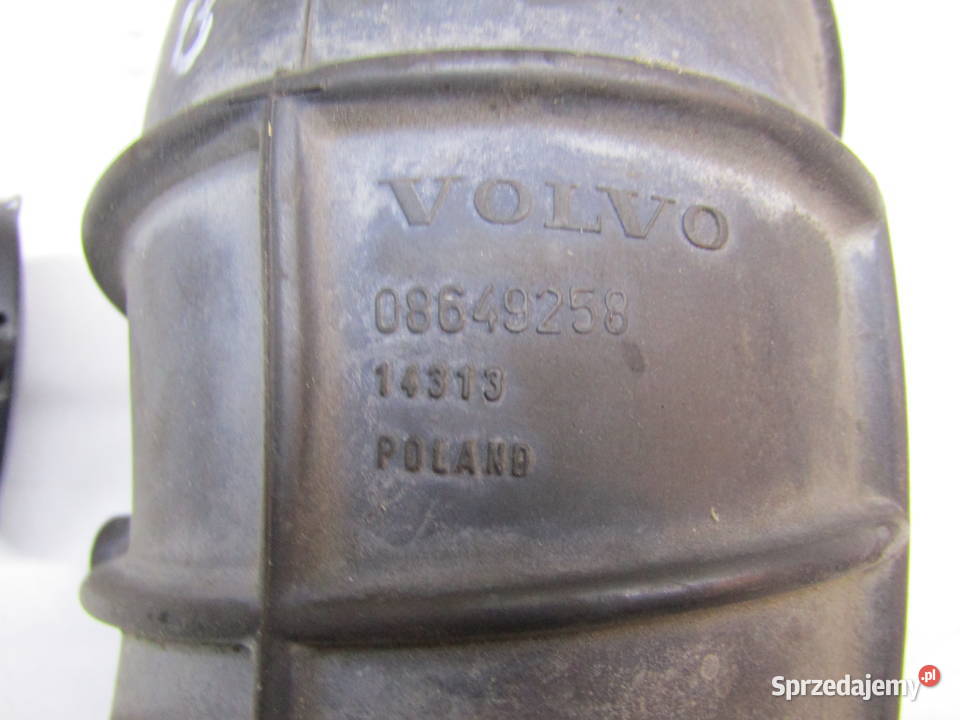 VOLVO
08649258
14313
POLAND
Sprzedajemy.pl